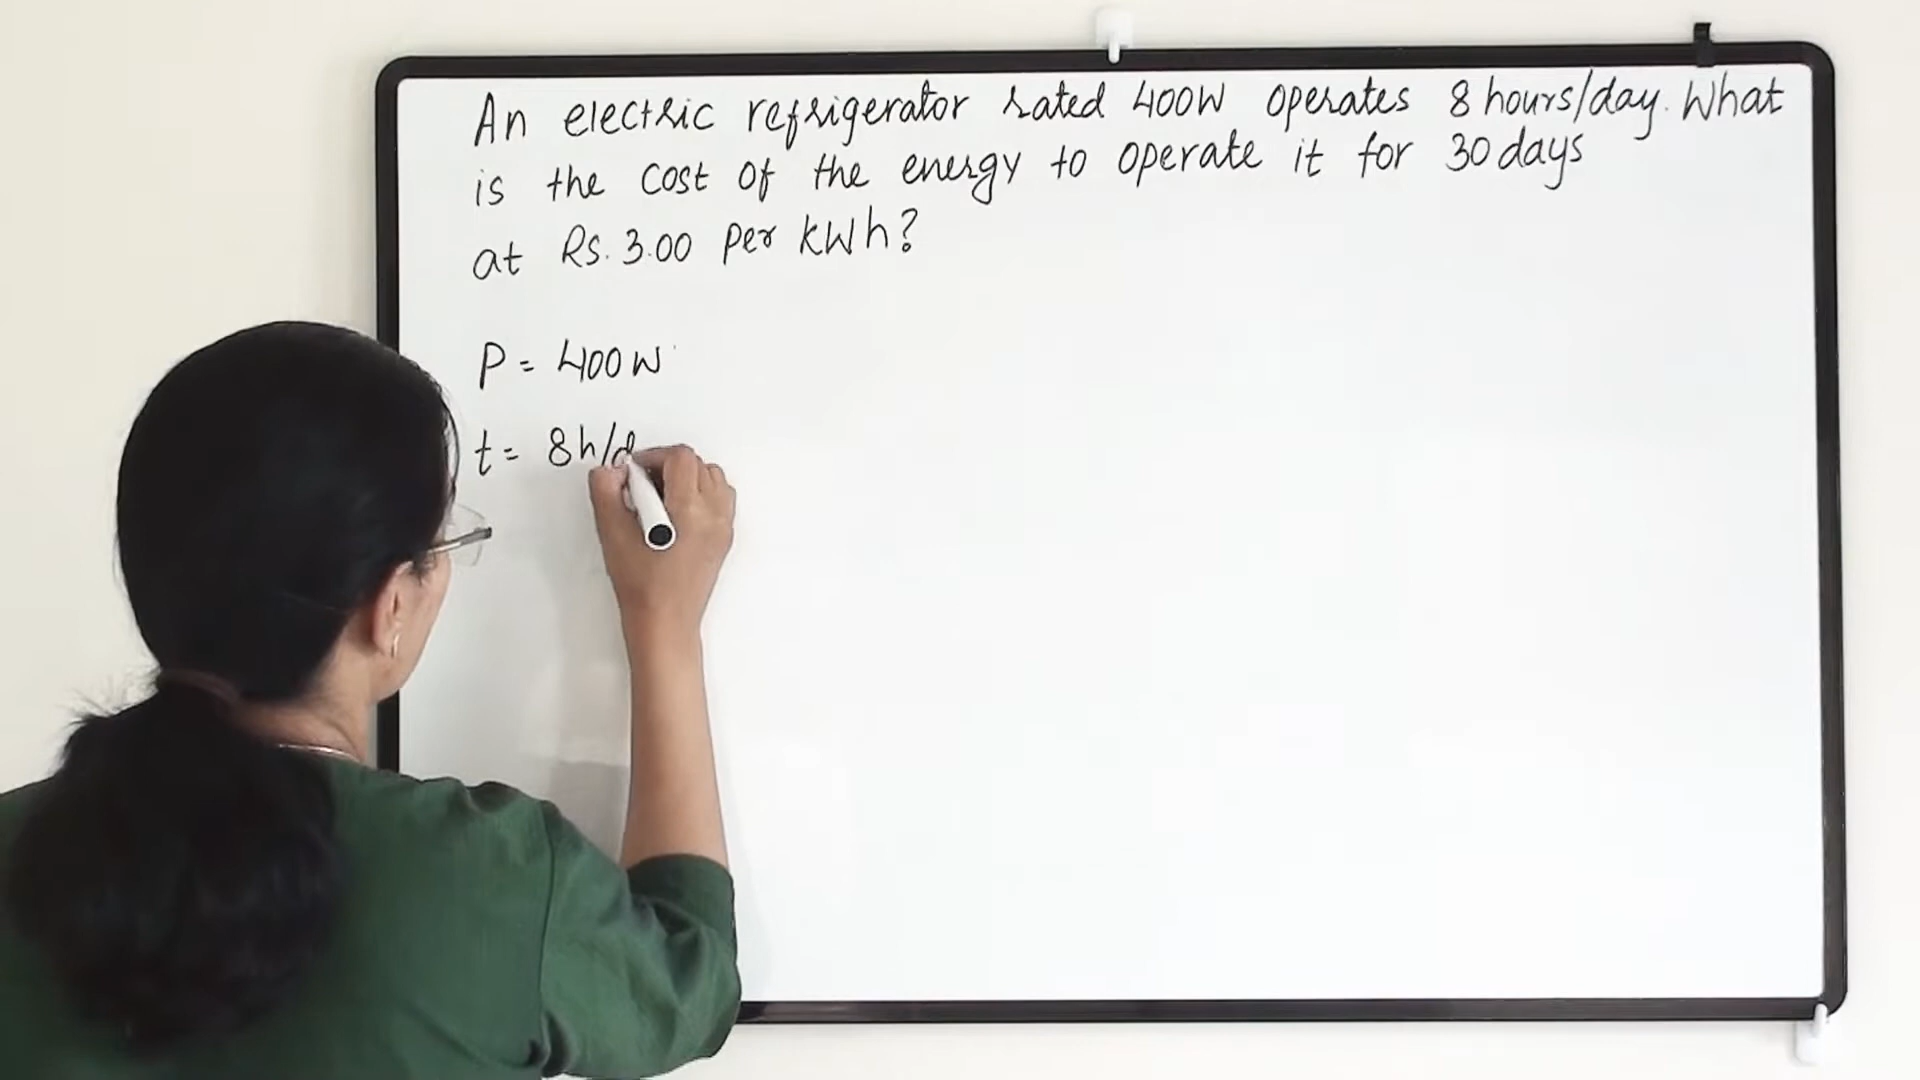 An electric refrigerator rated 400W operates 8 hours/day. What
is the cost of the energy to operate it for 30 days
at Rs. 3.00 per kWh?
P = 400 W
t = 8h/d